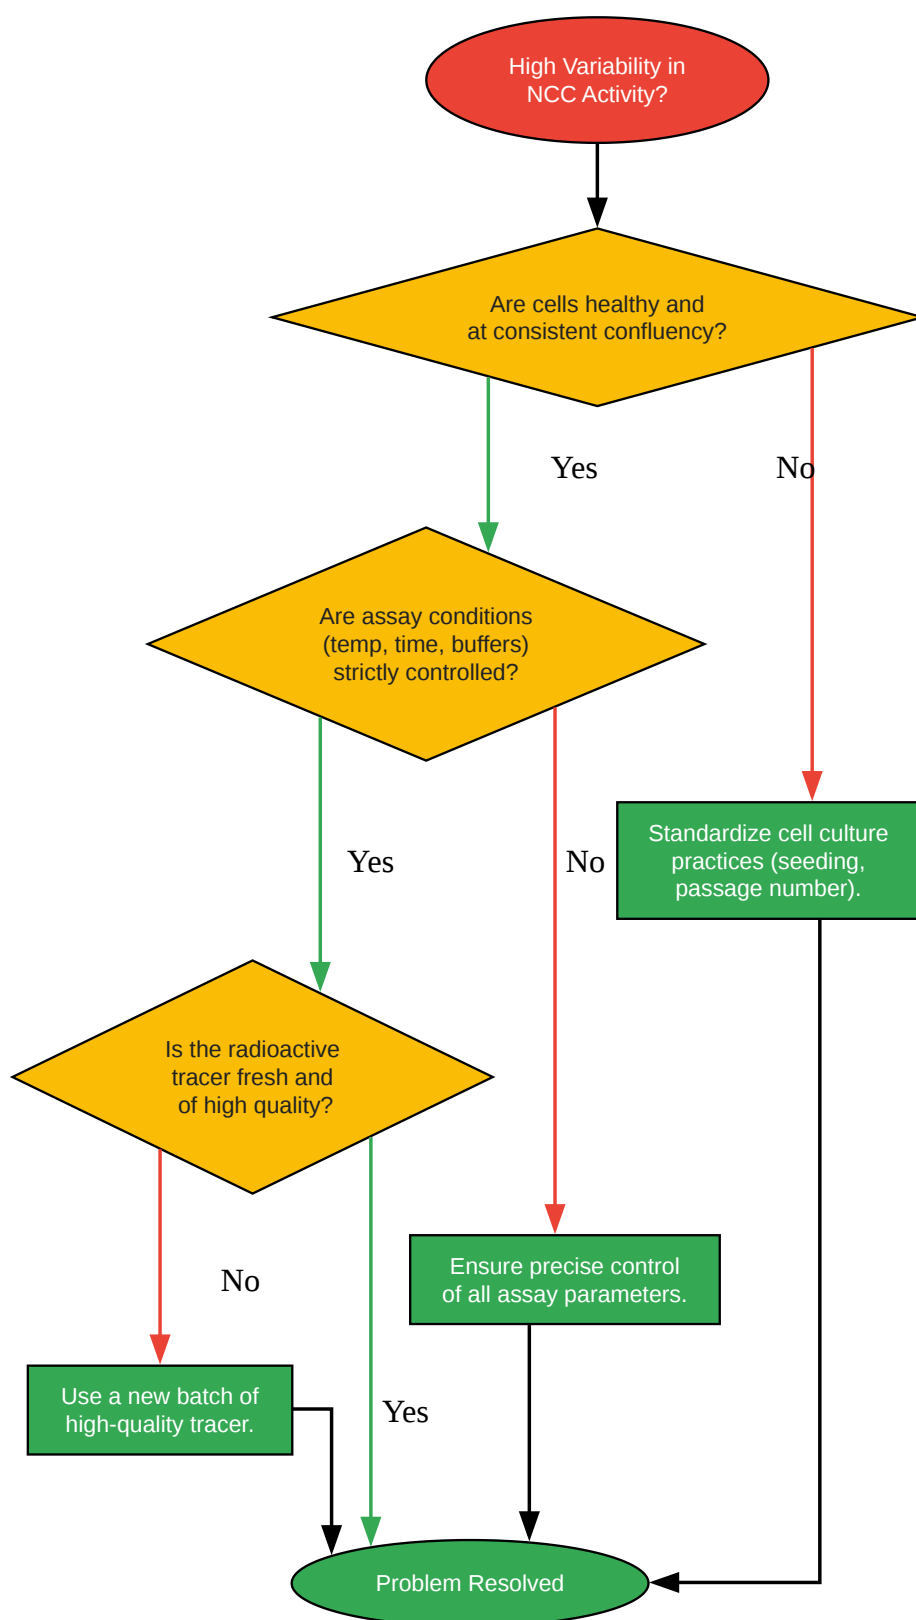 High Variability in
NCC Activity?
Are cells healthy and
at consistent confluency?
Yes
No
Are assay conditions
(temp, time, buffers)
strictly controlled?
Standardize cell culture
practices (seeding,
passage number).
Yes
No
Is the radioactive
tracer fresh and
of high quality?
No
Ensure precise control
of all assay parameters.
Use a new batch of
high-quality tracer.
Yes
Problem Resolved